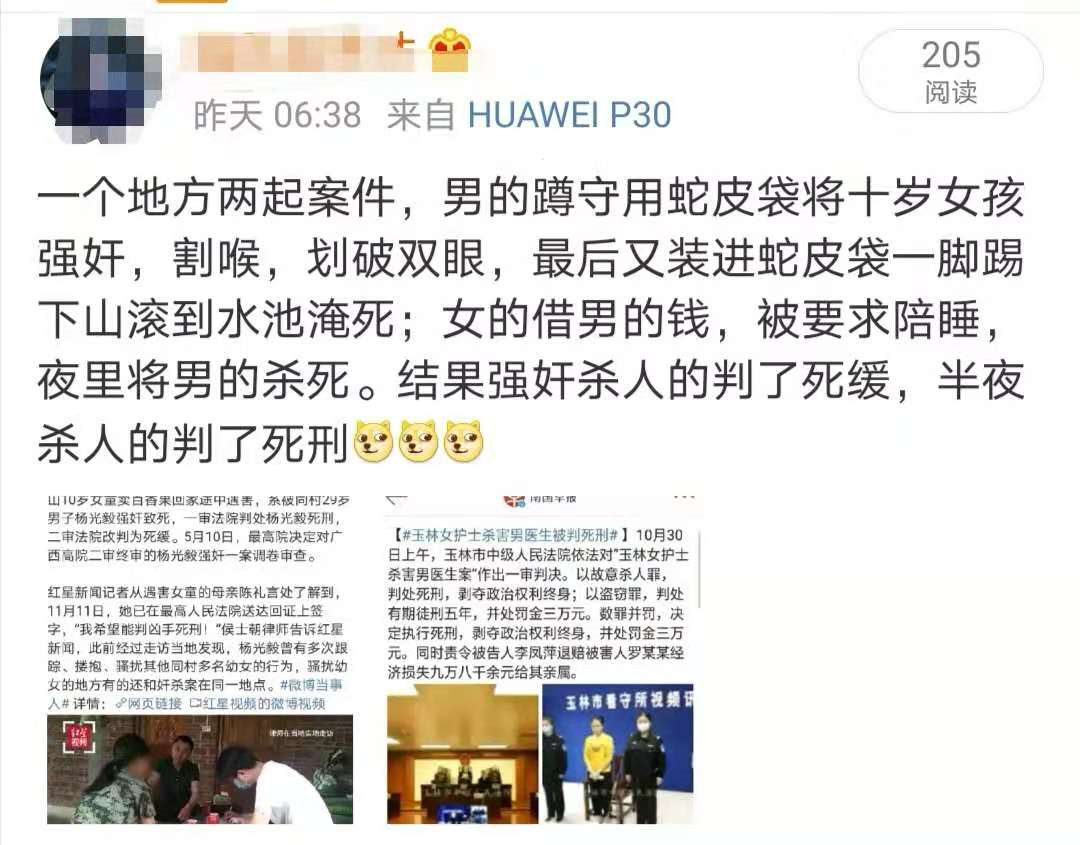 205
阅读
昨天 06:38 来自 HUAWEI P30
一个地方两起案件，男的蹲守用蛇皮袋将十岁女孩
强奸，割喉，划破双眼，最后又装进蛇皮袋一脚踢
下山滚到水池淹死；女的借男的钱，被要求陪睡，
夜里将男的杀死。结果强奸杀人的判了死缓，半夜
杀人的判了死刑
山10岁女童卖百香果回家途中遇害，系被同村29岁
男子杨光毅强奸致死，一审法院判处杨光毅死刑，
二审法院改判为死缓。5月10日，最高院决定对广
西高院二审终审的杨光毅强奸一案调卷审查。
红星新闻记者从遇害女童的母亲陈礼言处了解到，
11月11日，她已在最高人民法院送达回证上签
字，“我希望能判凶手死刑！”侯士朝律师告诉红星
新闻，此前经过走访当地发现，杨光毅曾有多次跟
踪、搂抱、骚扰其他同村多名幼女的行为，骚扰幼
女的地方有的还和奸杀案在同一地点。#微博当事
人# 详情：网页链接 红星视频的微博视频
红星
视频
律师在当地实地走访
南国早报
【#玉林女护士杀害男医生被判死刑#】10月30
日上午，玉林市中级人民法院依法对“玉林女护士
杀害男医生案”作出一审判决。以故意杀人罪，
判处死刑，剥夺政治权利终身；以盗窃罪，判处
有期徒刑五年，并处罚金三万元。数罪并罚，决
定执行死刑，剥夺政治权利终身，并处罚金三万
元。同时责令被告人李凤萍退赔被害人罗某某经
济损失九万八千余元给其亲属。
玉林市看守所视频讯